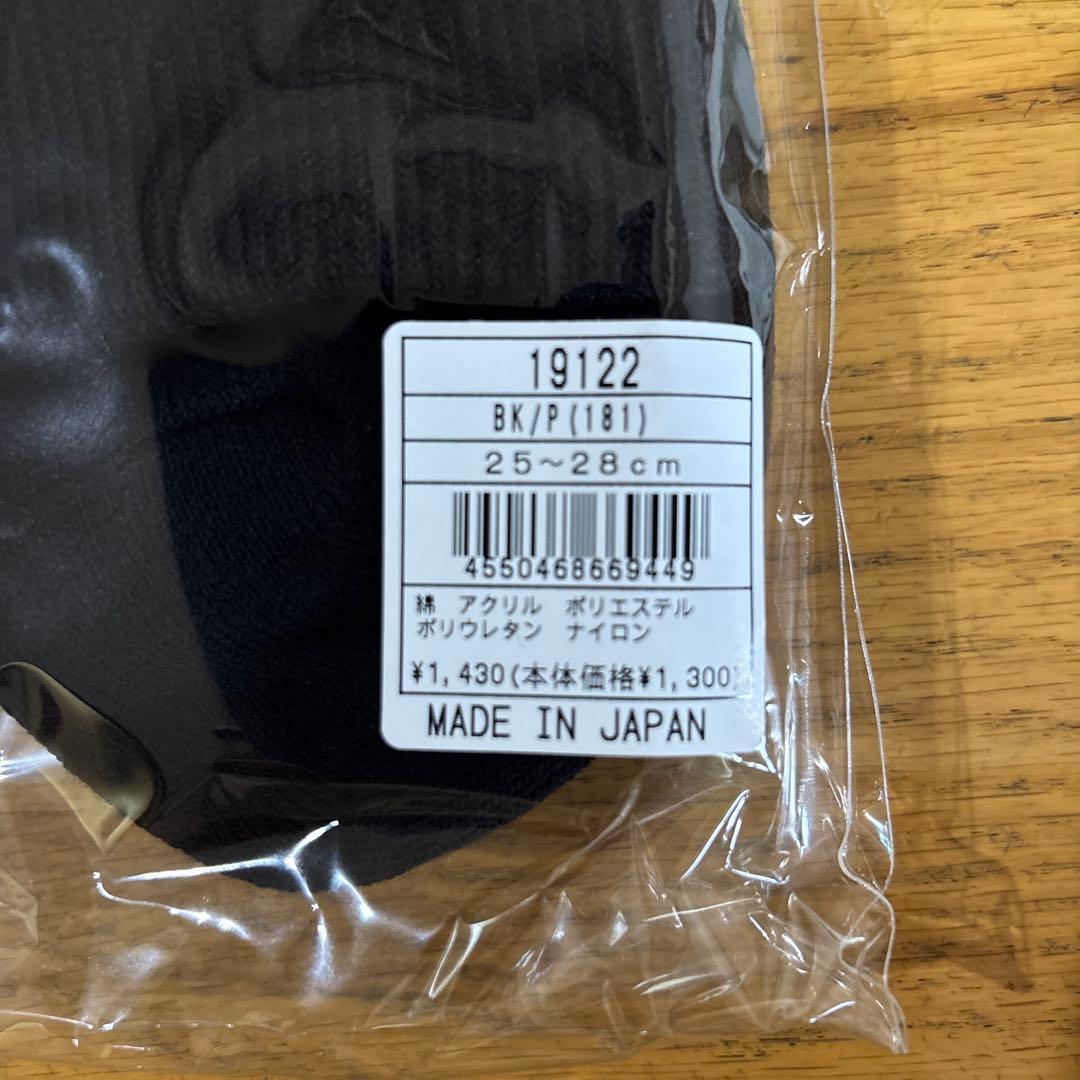 19122
BK/P(181)
25～28cm
4550468669449
綿 アクリル ポリエステル
ポリウレタン ナイロン
¥1,430(本体価格¥1,300)
MADE IN JAPAN